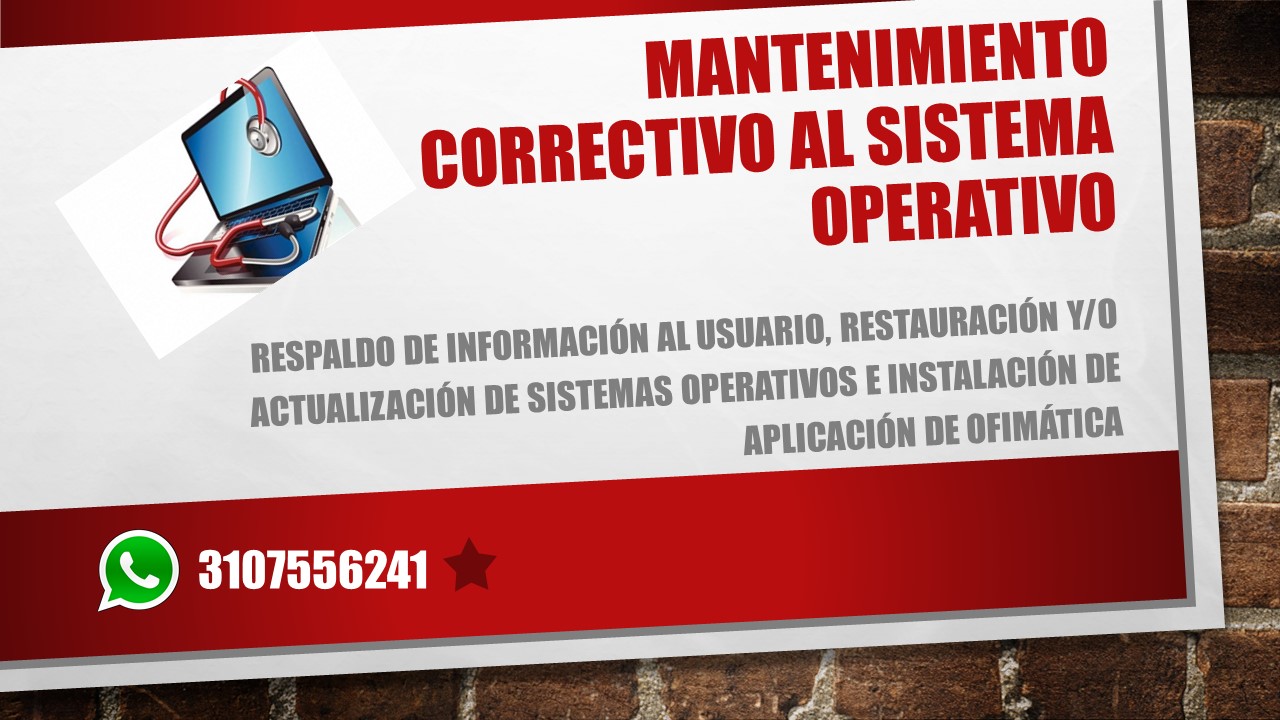 MANTENIMIENTO
CORRECTIVO AL SISTEMA
OPERATIVO
RESPALDO DE INFORMACIÓN AL USUARIO, RESTAURACIÓN Y/O
ACTUALIZACIÓN DE SISTEMAS OPERATIVOS E INSTALACIÓN DE
APLICACIÓN DE OFIMÁTICA
3107556241